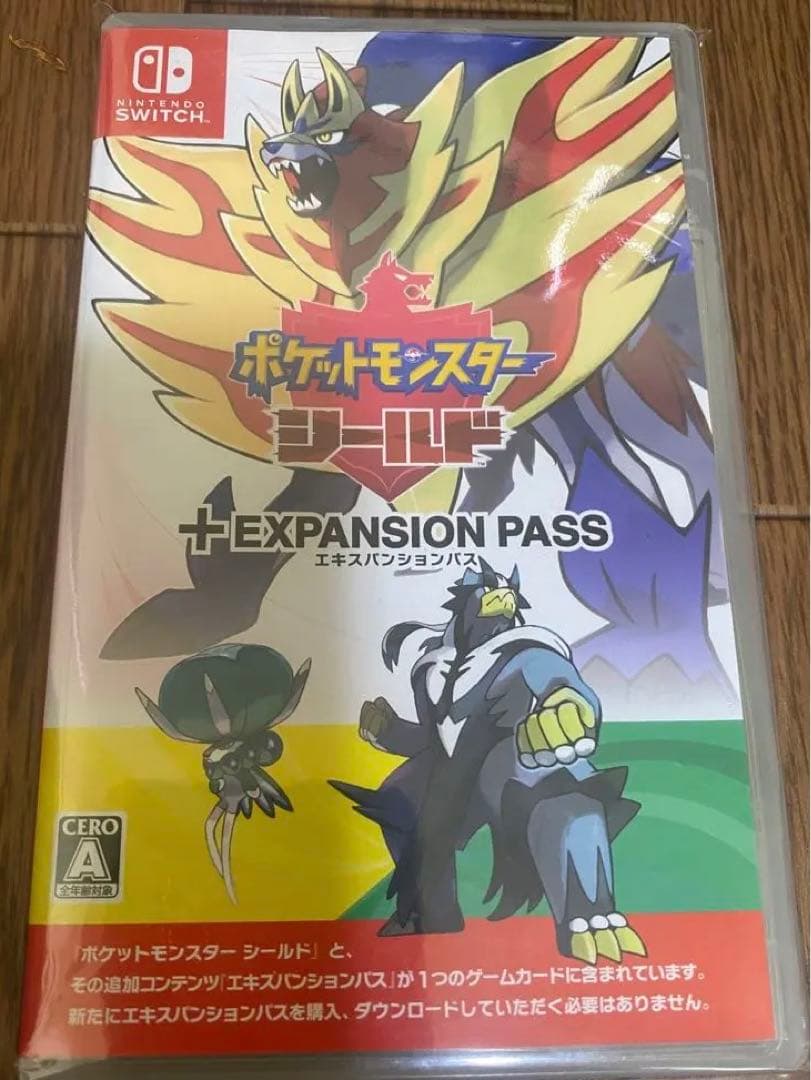 NINTENDO
SWITCH™
ポケットモンスター
シールド™
+EXPANSION PASS
エキスパンションパス
CERO
A
全年齢対象
『ポケットモンスター シールド』と、
その追加コンテンツ『エキスパンションパス』が1つのゲームカードに含まれています。
新たにエキスパンションパスを購入、ダウンロードしていただく必要はありません。